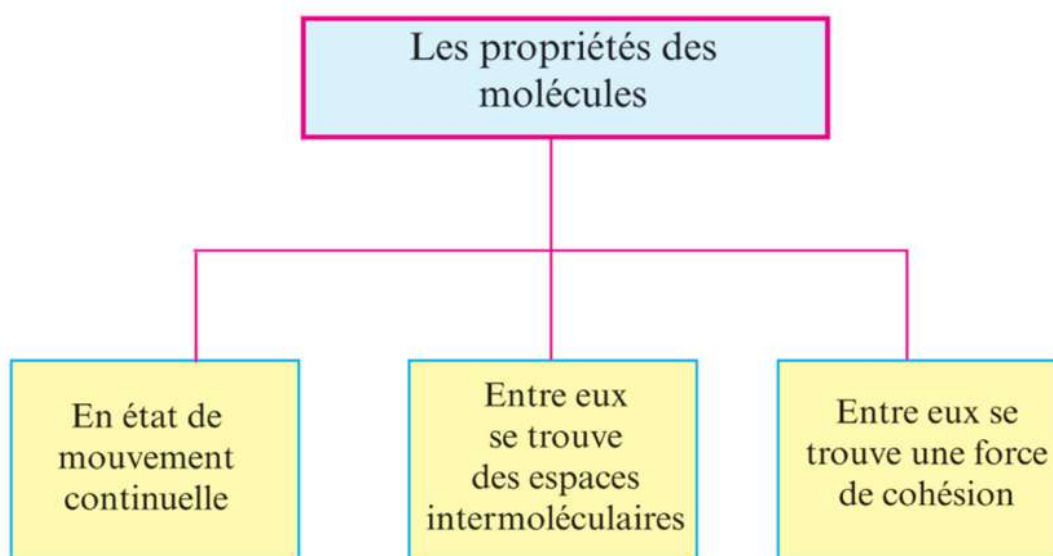 Les propriétés des
molécules
En état de
mouvement
continuelle
Entre eux
se trouve
des espaces
intermoléculaires
Entre eux se
trouve une force
de cohésion